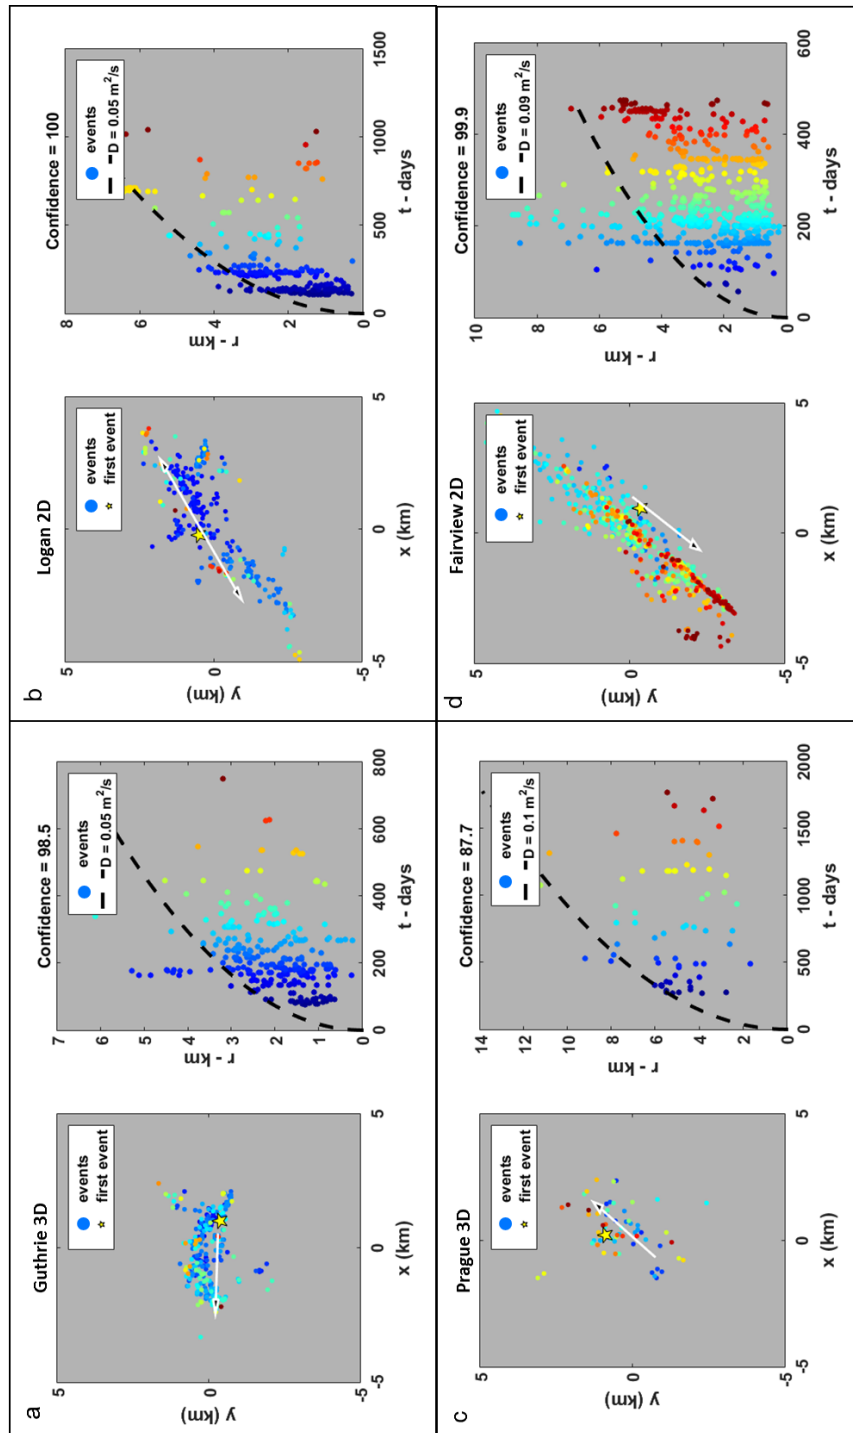 a
Guthrie 3D
events
first event
5
0
-5
y (km)
-5
0
5
x (km)
Confidence = 98.5
events
D = 0.05 m²/s
7
6
5
4
3
2
1
0
r - km
0
200
400
600
800
t - days
b
Logan 2D
events
first event
5
0
-5
y (km)
-5
0
5
x (km)
Confidence = 100
events
D = 0.05 m²/s
8
6
4
2
0
r - km
0
500
1000
1500
t - days
c
Prague 3D
events
first event
5
0
-5
y (km)
-5
0
5
x (km)
Confidence = 87.7
events
D = 0.1 m²/s
14
12
10
8
6
4
2
0
r - km
0
500
1000
1500
2000
t - days
d
Fairview 2D
events
first event
5
0
-5
y (km)
-5
0
5
x (km)
Confidence = 99.9
events
D = 0.09 m²/s
10
8
6
4
2
0
r - km
0
200
400
600
t - days